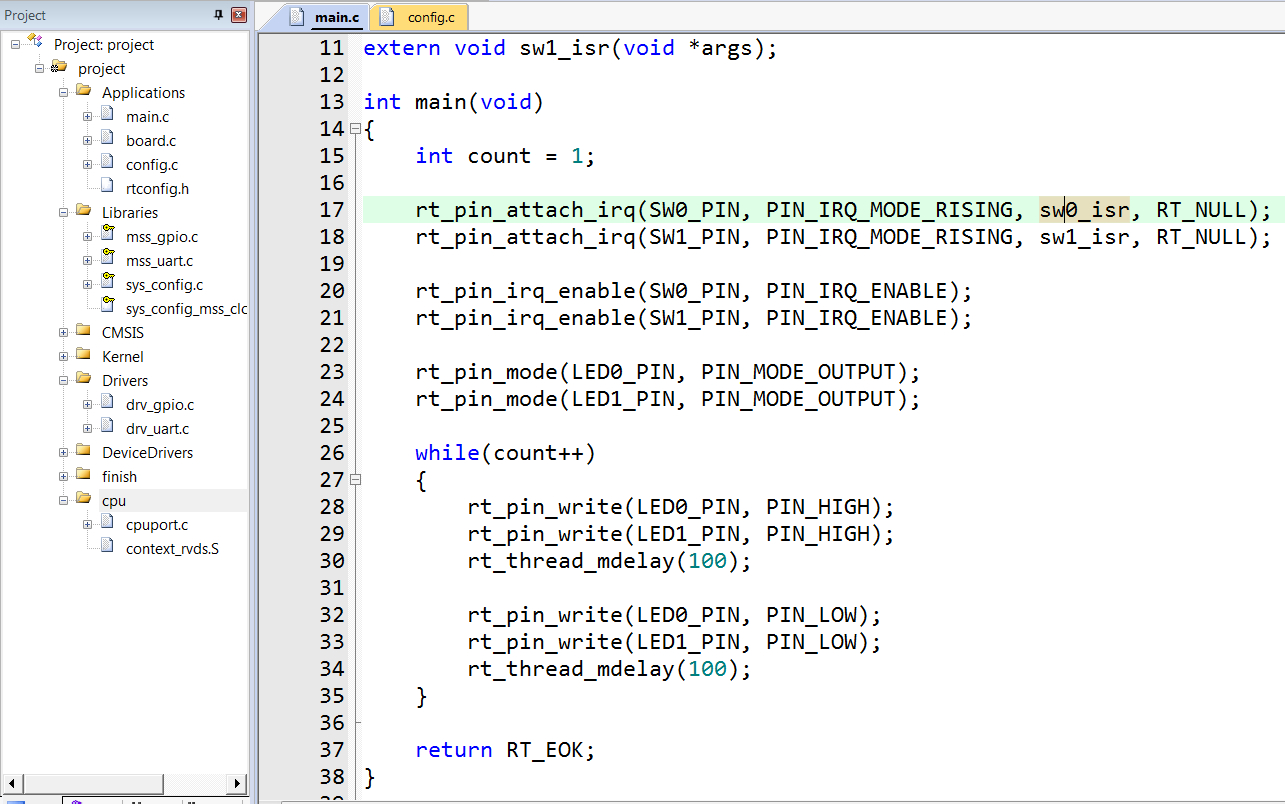 Project
Project: project
project
Applications
main.c
board.c
config.c
rtconfig.h
Libraries
mss_gpio.c
mss_uart.c
sys_config.c
sys_config_mss_clc
CMSIS
Kernel
Drivers
drv_gpio.c
drv_uart.c
DeviceDrivers
finish
cpu
cpuport.c
context_rvds.S
main.c config.c
11 extern void sw1_isr(void *args);
12
13 int main(void)
14 {
15 int count = 1;
16
17 rt_pin_attach_irq(SW0_PIN, PIN_IRQ_MODE_RISING, sw0_isr, RT_NULL);
18 rt_pin_attach_irq(SW1_PIN, PIN_IRQ_MODE_RISING, sw1_isr, RT_NULL);
19
20 rt_pin_irq_enable(SW0_PIN, PIN_IRQ_ENABLE);
21 rt_pin_irq_enable(SW1_PIN, PIN_IRQ_ENABLE);
22
23 rt_pin_mode(LED0_PIN, PIN_MODE_OUTPUT);
24 rt_pin_mode(LED1_PIN, PIN_MODE_OUTPUT);
25
26 while(count++)
27 {
28 rt_pin_write(LED0_PIN, PIN_HIGH);
29 rt_pin_write(LED1_PIN, PIN_HIGH);
30 rt_thread_mdelay(100);
31
32 rt_pin_write(LED0_PIN, PIN_LOW);
33 rt_pin_write(LED1_PIN, PIN_LOW);
34 rt_thread_mdelay(100);
35 }
36
37 return RT_EOK;
38 }